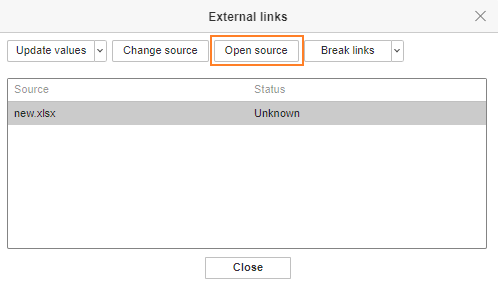 External links
Update values Change source Open source Break links
Source Status
new.xlsx Unknown
Close